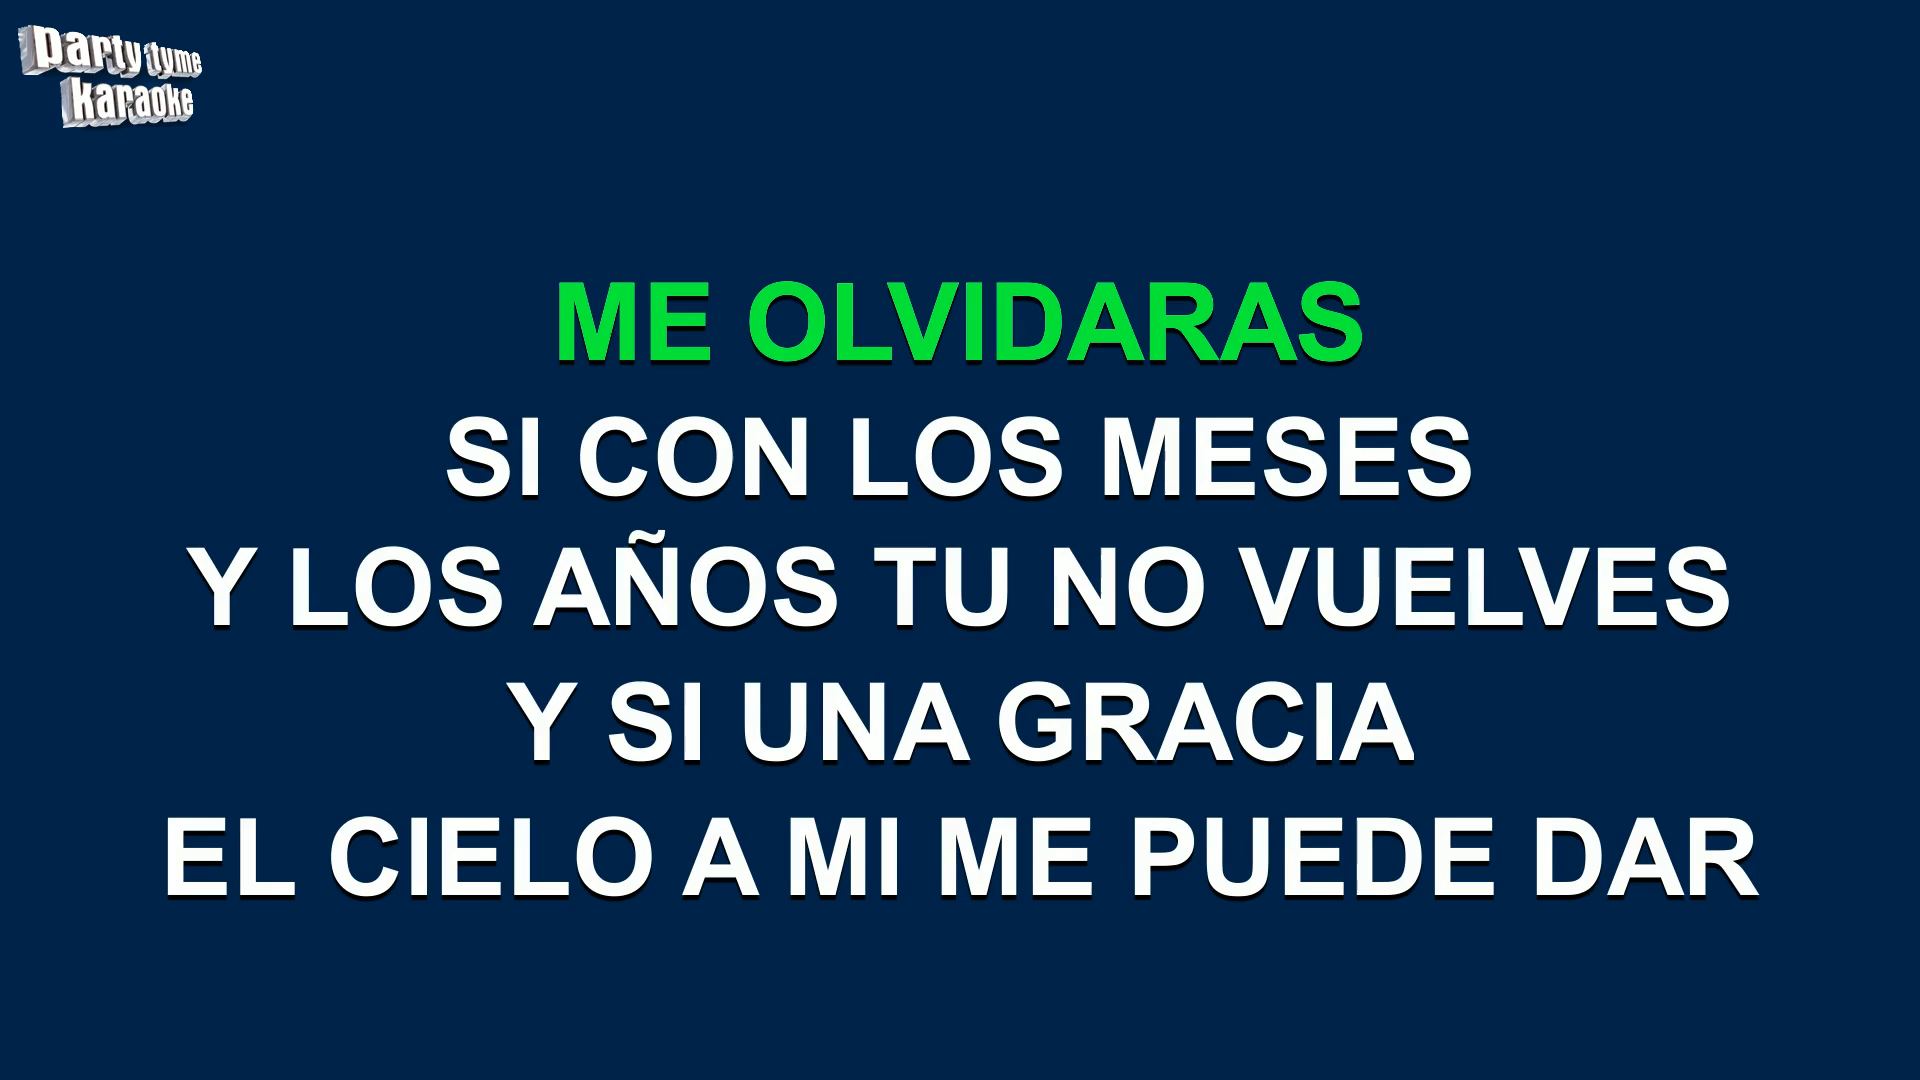 party tyme
karaoke
ME OLVIDARAS
SI CON LOS MESES
Y LOS AÑOS TU NO VUELVES
Y SI UNA GRACIA
EL CIELO A MI ME PUEDE DAR